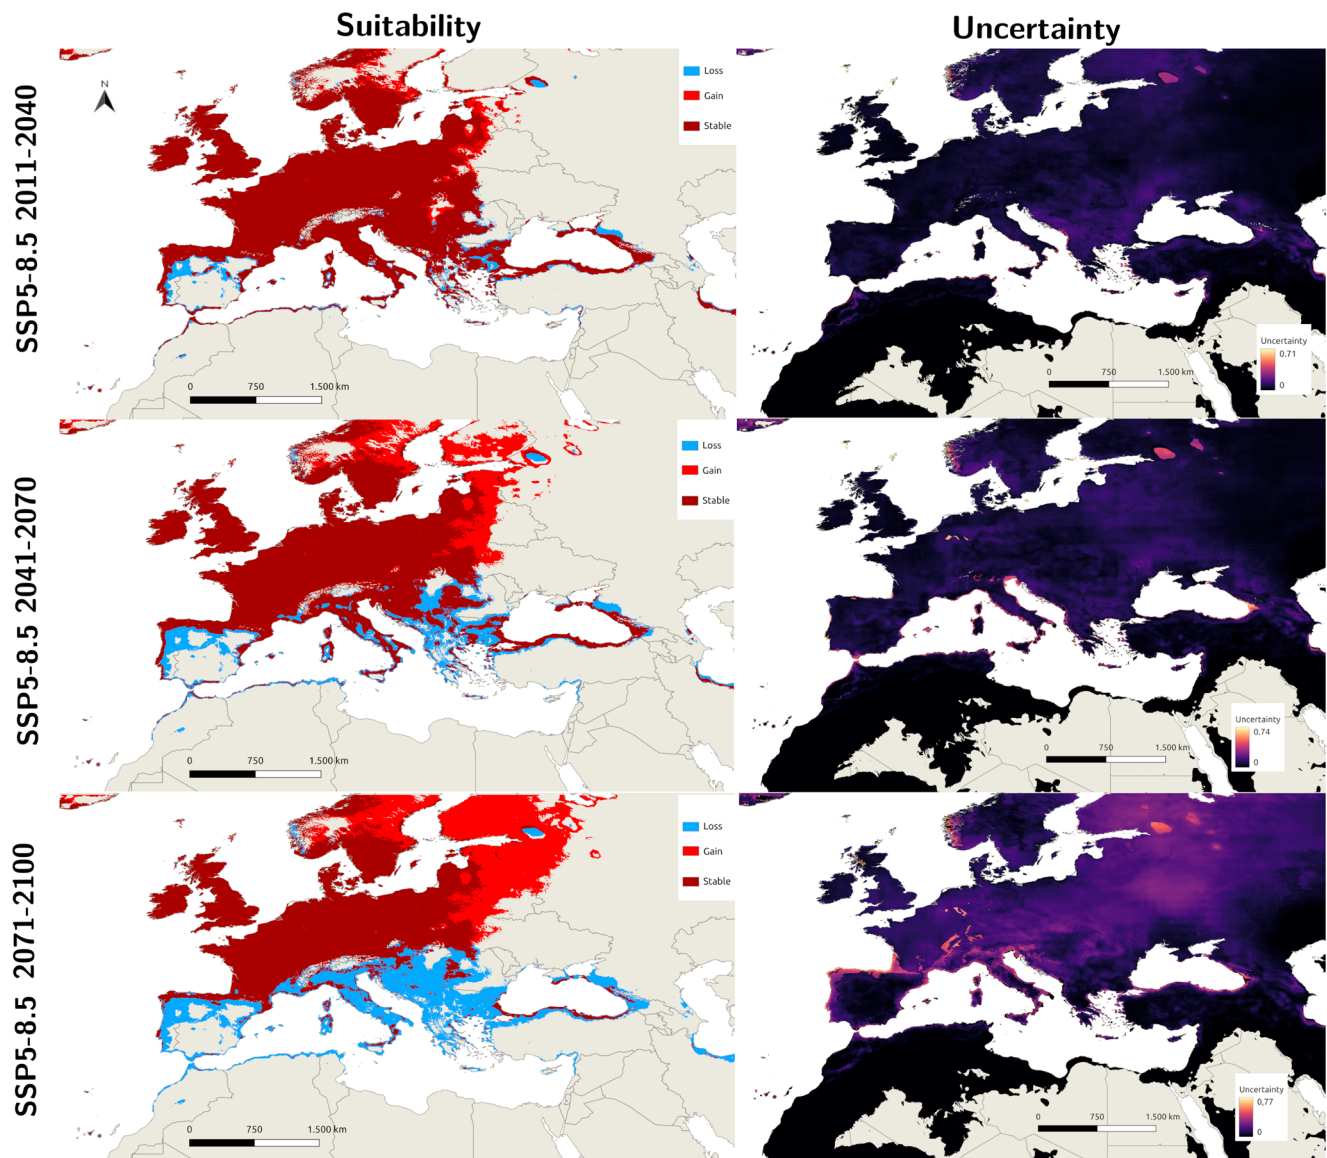 Suitability
Uncertainty
SSP5-8.5 2011-2040
N
Loss
Gain
Stable
0 750 1.500 km
0 750 1.500 km
Uncertainty
0.71
0
SSP5-8.5 2041-2070
Loss
Gain
Stable
0 750 1.500 km
0 750 1.500 km
Uncertainty
0.74
0
SSP5-8.5 2071-2100
Loss
Gain
Stable
0 750 1.500 km
0 750 1.500 km
Uncertainty
0,77
0